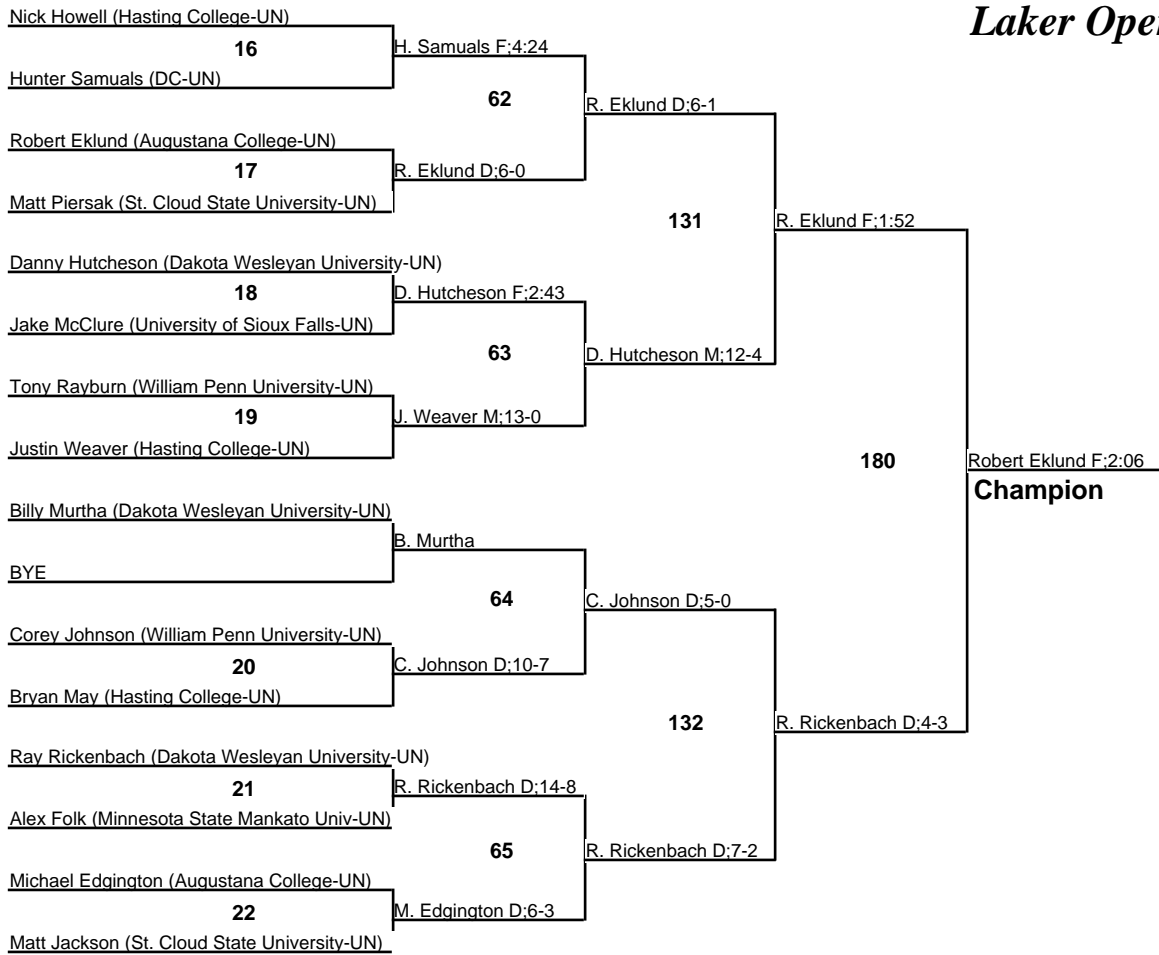 Laker Ope
Nick Howell (Hasting College-UN)
16
Hunter Samuals (DC-UN)
H. Samuals F;4:24
62
Robert Eklund (Augustana College-UN)
17
Matt Piersak (St. Cloud State University-UN)
R. Eklund D;6-0
R. Eklund D;6-1
131
Danny Hutcheson (Dakota Wesleyan University-UN)
18
Jake McClure (University of Sioux Falls-UN)
D. Hutcheson F;2:43
63
Tony Rayburn (William Penn University-UN)
19
Justin Weaver (Hasting College-UN)
J. Weaver M;13-0
D. Hutcheson M;12-4
R. Eklund F;1:52
180
Billy Murtha (Dakota Wesleyan University-UN)
BYE
B. Murtha
64
Corey Johnson (William Penn University-UN)
20
Bryan May (Hasting College-UN)
C. Johnson D;10-7
C. Johnson D;5-0
132
Ray Rickenbach (Dakota Wesleyan University-UN)
21
Alex Folk (Minnesota State Mankato Univ-UN)
R. Rickenbach D;14-8
65
Michael Edgington (Augustana College-UN)
22
Matt Jackson (St. Cloud State University-UN)
M. Edgington D;6-3
R. Rickenbach D;7-2
R. Rickenbach D;4-3
Robert Eklund F;2:06
Champion